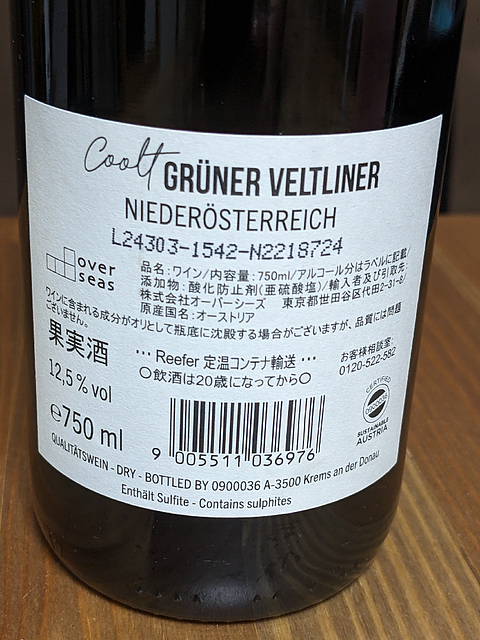 Coolt GRÜNER VELTLINER
NIEDERÖSTERREICH
L24303-1542-N2218724
over
seas
品名:ワイン/内容量:750ml/アルコール分はラベルに記載/
添加物:酸化防止剤(亜硫酸塩)/輸入者及び引取先:
株式会社オーバーシーズ 東京都世田谷区代田2-31-8/
原産国名:オーストリア
ワインに含まれる成分がオリとして瓶底に沈殿する場合がございますが、品質には問題
ございません。
果実酒
12,5 % vol
℮750 ml
··· Reefer 定温コンテナ輸送 ···
○飲酒は20歳になってから○
お客様相談室:
0120-522-582
9 005511 036976
CERTIFIED
0900036
SUSTAINABLE
AUSTRIA
QUALITÄTSWEIN - DRY - BOTTLED BY 0900036 A-3500 Krems an der Donau
Enthält Sulfite - Contains sulphites